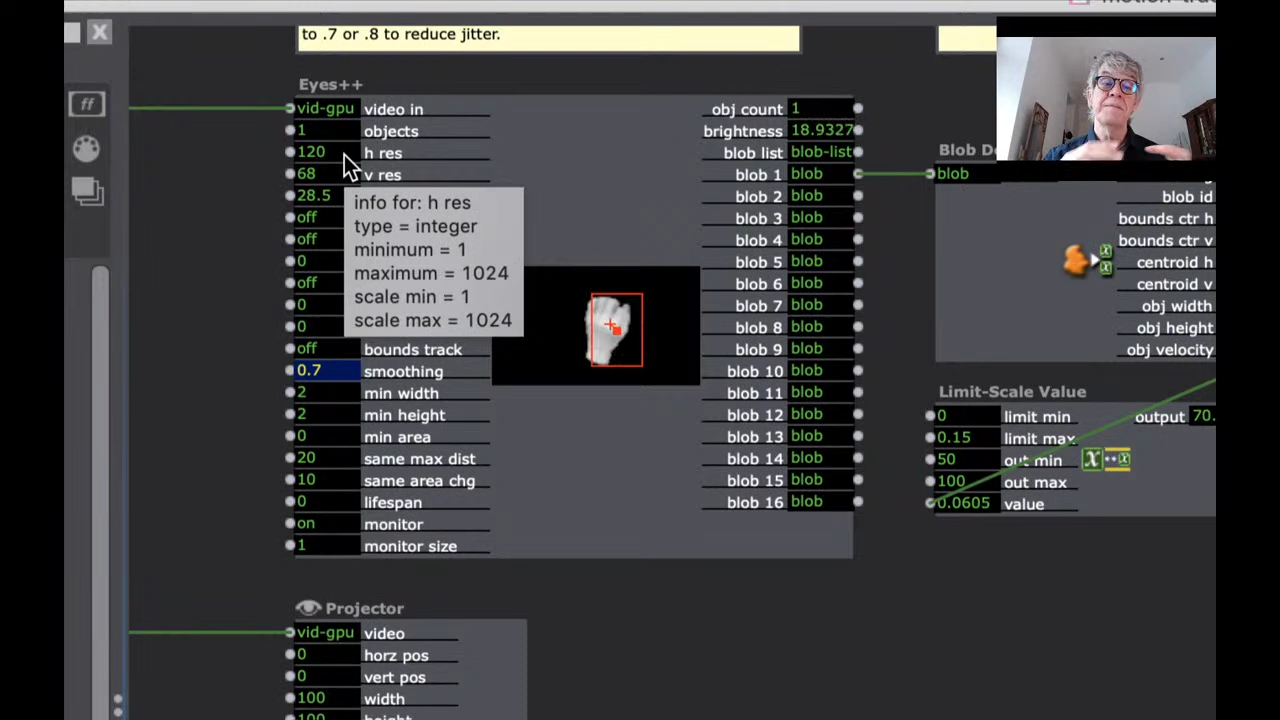 to .7 or .8 to reduce jitter.
Eyes++
vid-gpu video in
1 objects
120 h res
68 v res
28.5
off
off
0
off
0
0
off bounds track
0.7 smoothing
2 min width
2 min height
0 min area
20 same max dist
10 same area chg
0 lifespan
on monitor
1 monitor size
info for: h res
type = integer
minimum = 1
maximum = 1024
scale min = 1
scale max = 1024
obj count 1
brightness 18.9327
blob list blob-list
blob 1 blob
blob 2 blob
blob 3 blob
blob 4 blob
blob 5 blob
blob 6 blob
blob 7 blob
blob 8 blob
blob 9 blob
blob 10 blob
blob 11 blob
blob 12 blob
blob 13 blob
blob 14 blob
blob 15 blob
blob 16 blob
Blob D
blob
blob id
bounds ctr h
bounds ctr v
centroid h
centroid v
obj width
obj height
obj velocity
Limit-Scale Value
0 limit min output 70.
0.15 limit max
50 out min
100 out max
0.0605 value
Projector
vid-gpu video
0 horz pos
0 vert pos
100 width
ff